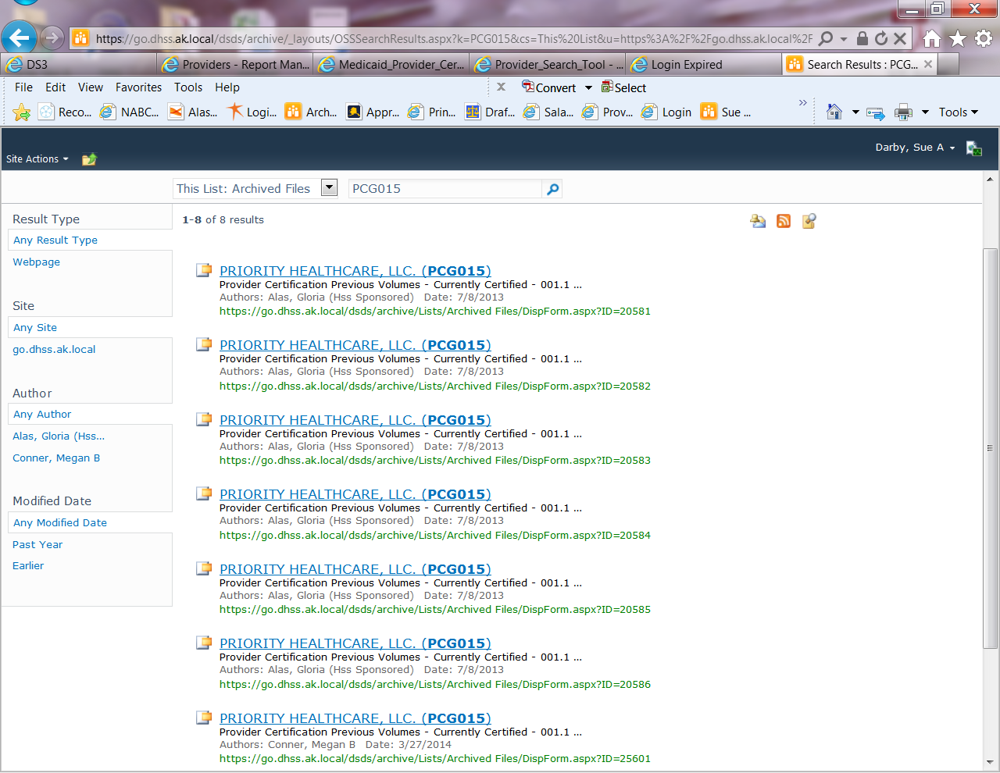 https://go.dhss.ak.local/dsds/archive/_layouts/OSSSearchResults.aspx?k=PCG015&cs=This%20List&u=https%3A%2F%2Fgo.dhss.ak.local%2F
DS3 Providers - Report Man... Medicaid_Provider_Cer... Provider_Search_Tool - ... Login Expired Search Results : PCG...
File Edit View Favorites Tools Help x Convert Select
Reco... NABC... Alas... Logi... Arch... Appr... Prin... Draf... Sala... Prov... Login Sue ... » Tools
Darby, Sue A
Site Actions
This List: Archived Files PCG015
Result Type
Any Result Type
Webpage
Site
Any Site
go.dhss.ak.local
Author
Any Author
Alas, Gloria (Hss...
Conner, Megan B
Modified Date
Any Modified Date
Past Year
Earlier
1-8 of 8 results
PRIORITY HEALTHCARE, LLC. (PCG015)
Provider Certification Previous Volumes - Currently Certified - 001.1 ...
Authors: Alas, Gloria (Hss Sponsored) Date: 7/8/2013
https://go.dhss.ak.local/dsds/archive/Lists/Archived Files/DispForm.aspx?ID=20581
PRIORITY HEALTHCARE, LLC. (PCG015)
Provider Certification Previous Volumes - Currently Certified - 001.1 ...
Authors: Alas, Gloria (Hss Sponsored) Date: 7/8/2013
https://go.dhss.ak.local/dsds/archive/Lists/Archived Files/DispForm.aspx?ID=20582
PRIORITY HEALTHCARE, LLC. (PCG015)
Provider Certification Previous Volumes - Currently Certified - 001.1 ...
Authors: Alas, Gloria (Hss Sponsored) Date: 7/8/2013
https://go.dhss.ak.local/dsds/archive/Lists/Archived Files/DispForm.aspx?ID=20583
PRIORITY HEALTHCARE, LLC. (PCG015)
Provider Certification Previous Volumes - Currently Certified - 001.1 ...
Authors: Alas, Gloria (Hss Sponsored) Date: 7/8/2013
https://go.dhss.ak.local/dsds/archive/Lists/Archived Files/DispForm.aspx?ID=20584
PRIORITY HEALTHCARE, LLC. (PCG015)
Provider Certification Previous Volumes - Currently Certified - 001.1 ...
Authors: Alas, Gloria (Hss Sponsored) Date: 7/8/2013
https://go.dhss.ak.local/dsds/archive/Lists/Archived Files/DispForm.aspx?ID=20585
PRIORITY HEALTHCARE, LLC. (PCG015)
Provider Certification Previous Volumes - Currently Certified - 001.1 ...
Authors: Alas, Gloria (Hss Sponsored) Date: 7/8/2013
https://go.dhss.ak.local/dsds/archive/Lists/Archived Files/DispForm.aspx?ID=20586
PRIORITY HEALTHCARE, LLC. (PCG015)
Provider Certification Previous Volumes - Currently Certified - 001.1 ...
Authors: Conner, Megan B Date: 3/27/2014
https://go.dhss.ak.local/dsds/archive/Lists/Archived Files/DispForm.aspx?ID=25601